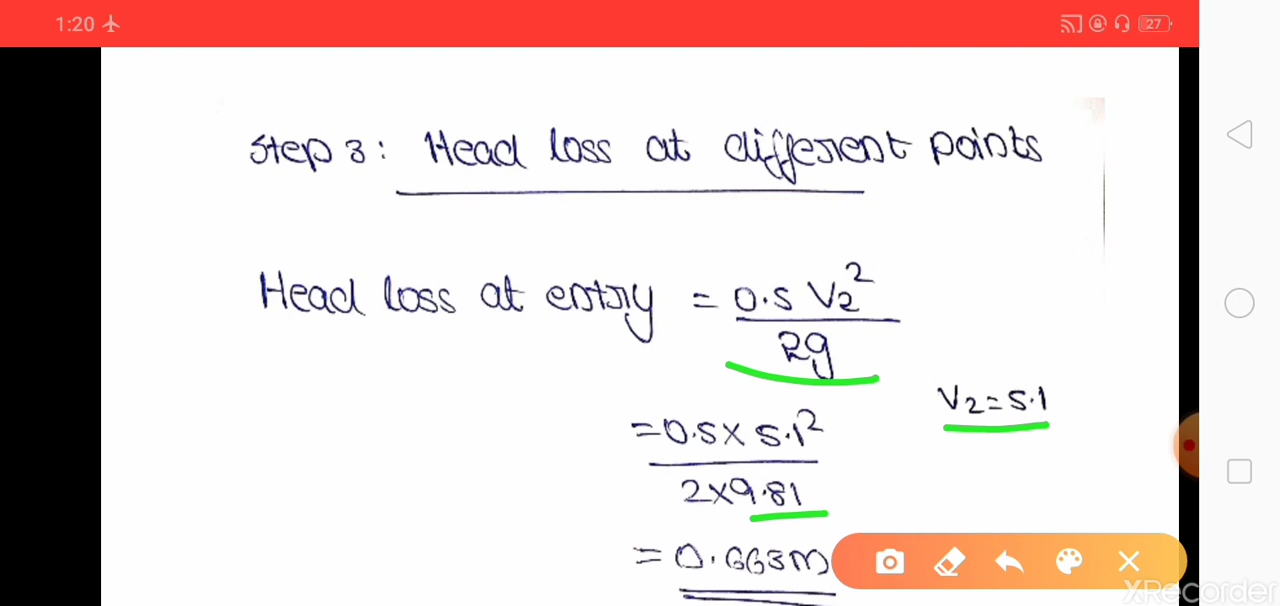 1:20
27
Step 3: Head loss at different points
Head loss at entry = 0.5 V2²
2g
V2 = 5.1
= 0.5 × 5.1²
2×9.81
= 0.663m
XRecorder